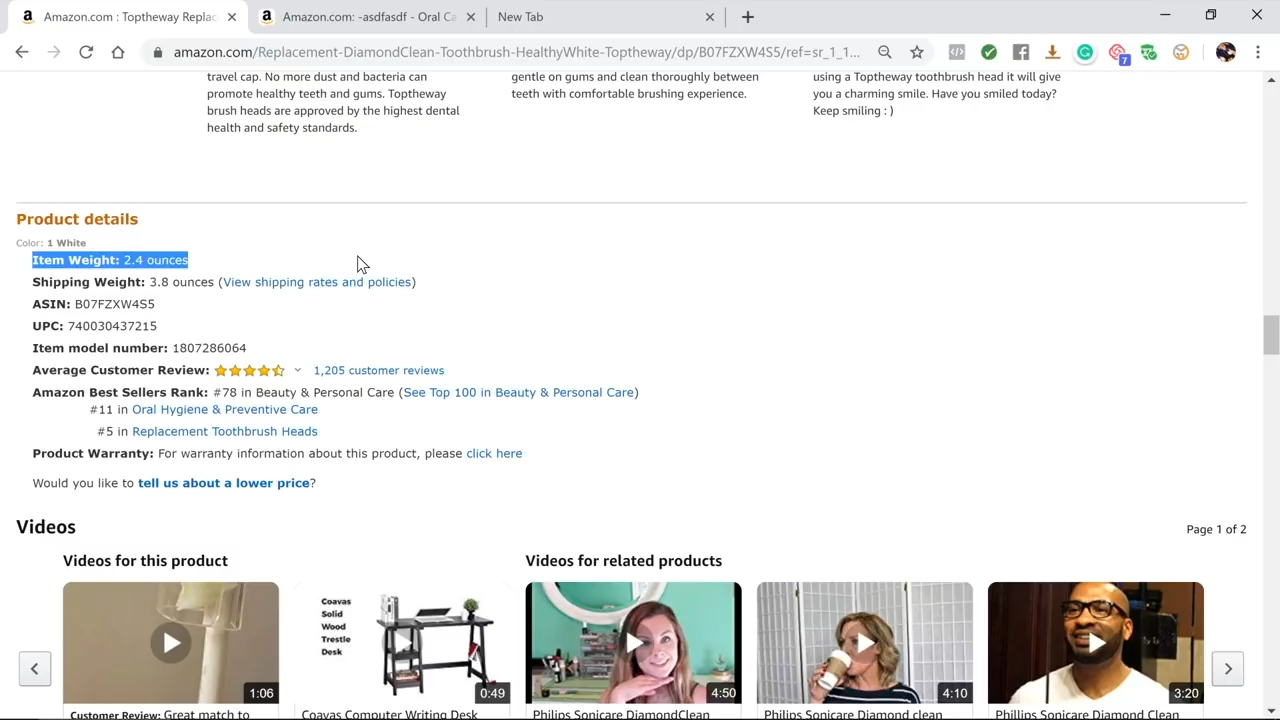 Amazon.com : Toptheway Replac
Amazon.com: -asdfasdf - Oral Ca
New Tab
amazon.com/Replacement-DiamondClean-Toothbrush-HealthyWhite-Toptheway/dp/B07FZXW4S5/ref=sr_1_1...
7
travel cap. No more dust and bacteria can
promote healthy teeth and gums. Toptheway
brush heads are approved by the highest dental
health and safety standards.
gentle on gums and clean thoroughly between
teeth with comfortable brushing experience.
using a Toptheway toothbrush head it will give
you a charming smile. Have you smiled today?
Keep smiling : )
Product details
Color: 1 White
Item Weight: 2.4 ounces
Shipping Weight: 3.8 ounces (View shipping rates and policies)
ASIN: B07FZXW4S5
UPC: 740030437215
Item model number: 1807286064
Average Customer Review: 1,205 customer reviews
Amazon Best Sellers Rank: #78 in Beauty & Personal Care (See Top 100 in Beauty & Personal Care)
#11 in Oral Hygiene & Preventive Care
#5 in Replacement Toothbrush Heads
Product Warranty: For warranty information about this product, please click here
Would you like to tell us about a lower price?
Videos
Page 1 of 2
Videos for this product
Videos for related products
Coavas
Solid
Wood
Trestle
Desk
1:06
0:49
4:50
4:10
3:20
Customer Review: Great match to
Coavas Computer Writing Desk
Philips Sonicare DiamondClean
Philips Sonicare Diamond clean
Phillips Sonicare Diamond Clean